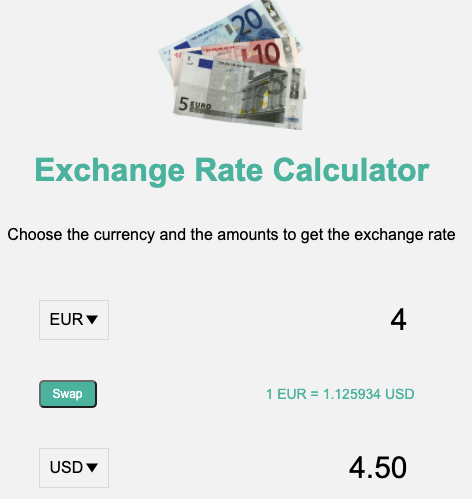 20
10
5 EURO
Exchange Rate Calculator
Choose the currency and the amounts to get the exchange rate
EUR▼
4
Swap
1 EUR = 1.125934 USD
USD▼
4.50